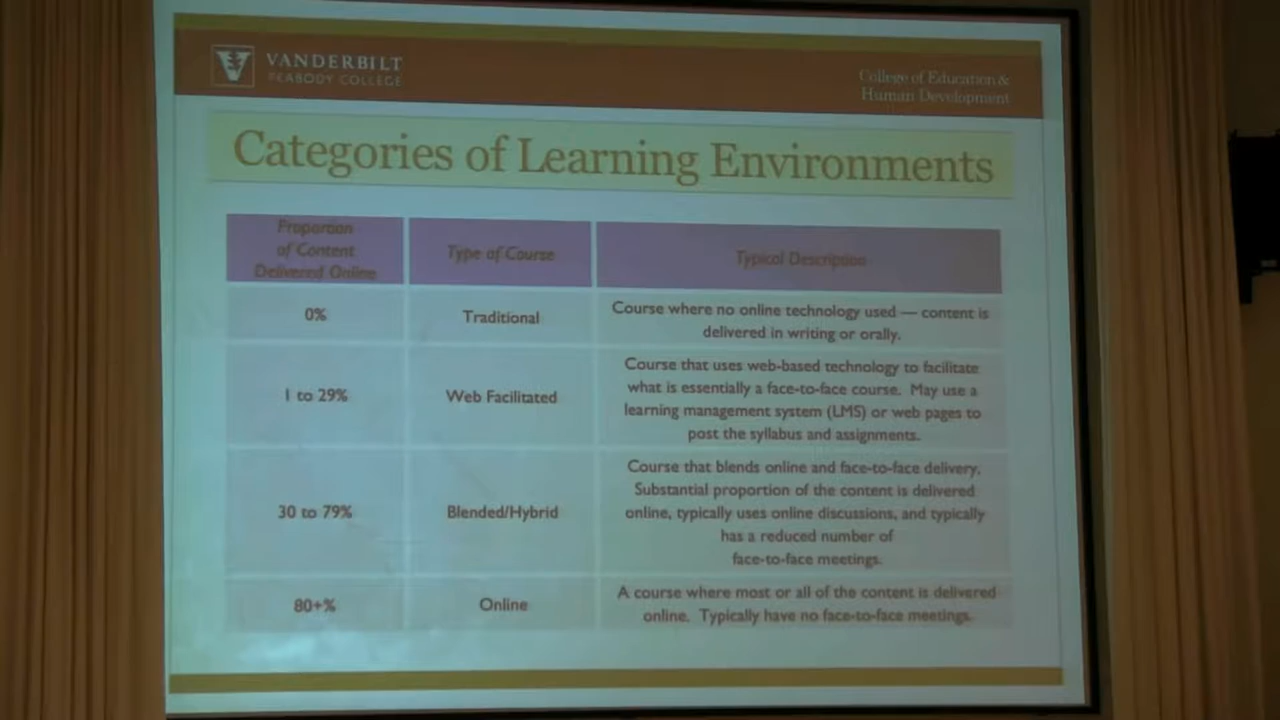 VANDERBILT
PEABODY COLLEGE
College of Education &
Human Development
Categories of Learning Environments
Proportion
of Content
Delivered Online
Type of Course
Typical Description
0%
Traditional
Course where no online technology used — content is
delivered in writing or orally.
1 to 29%
Web Facilitated
Course that uses web-based technology to facilitate
what is essentially a face-to-face course. May use a
learning management system (LMS) or web pages to
post the syllabus and assignments.
30 to 79%
Blended/Hybrid
Course that blends online and face-to-face delivery.
Substantial proportion of the content is delivered
online, typically uses online discussions, and typically
has a reduced number of
face-to-face meetings.
80+%
Online
A course where most or all of the content is delivered
online. Typically have no face-to-face meetings.